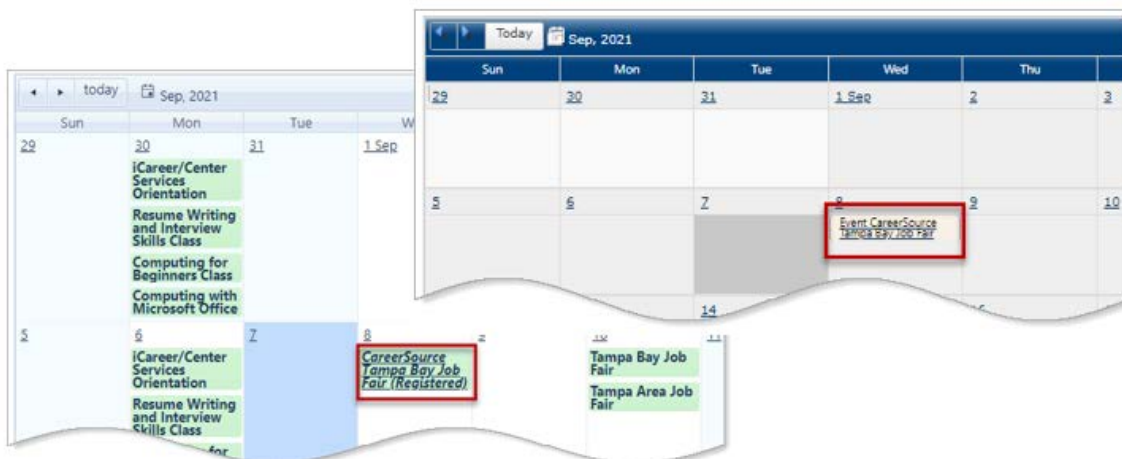 today
Sep, 2021
Sun
Mon
Tue
W
29
30
31
1 Sep
iCareer/Center
Services
Orientation
Resume Writing
and Interview
Skills Class
Computing for
Beginners Class
Computing with
Microsoft Office
5
6
7
8
iCareer/Center
Services
Orientation
Resume Writing
and Interview
Skills Class
for
CareerSource
Tampa Bay Job
Fair (Registered)
Tampa Bay Job
Fair
Tampa Area Job
Fair
Today
Sep, 2021
Sun
Mon
Tue
Wed
Thu
29
30
31
1 Sep
2
3
5
6
7
8
9
10
Event CareerSource
Tampa Bay Job Fair
14